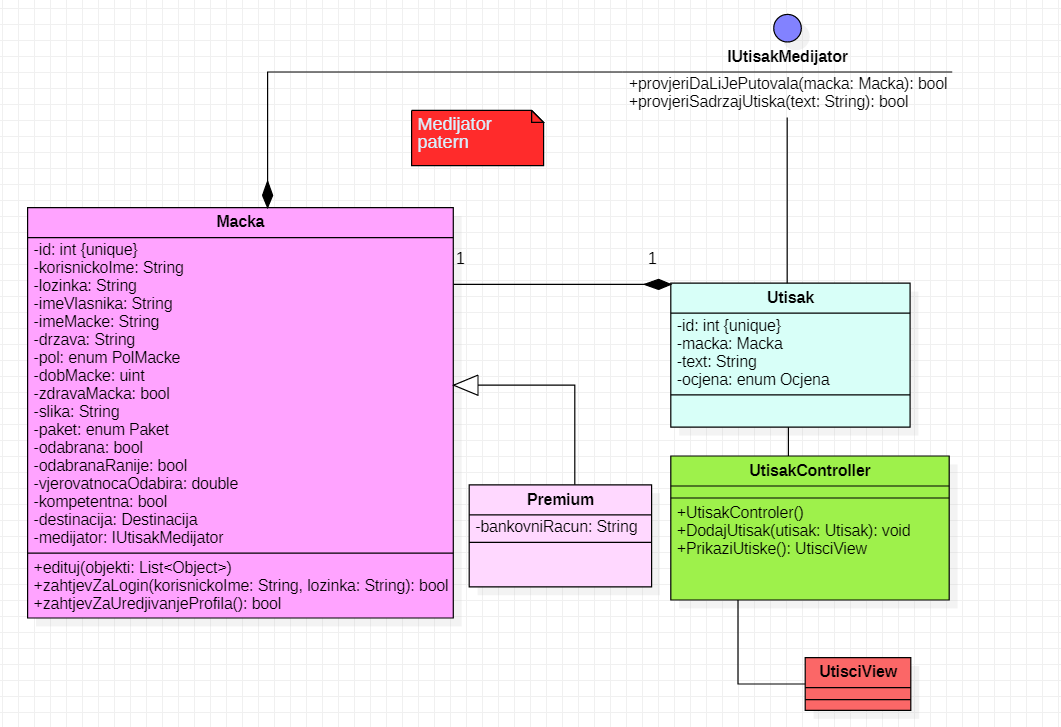 IUtisakMedijator
+provjeriDaLiJePutovala(macka: Macka): bool
+provjeriSadrzajUtiska(text: String): bool
Medijator
patern
Macka
-id: int {unique}
-korisnickoIme: String
-lozinka: String
-imeVlasnika: String
-imeMacke: String
-drzava: String
-pol: enum PolMacke
-dobMacke: uint
-zdravaMacka: bool
-slika: String
-paket: enum Paket
-odabrana: bool
-odabranaRanije: bool
-vjerovatnocaOdabira: double
-kompetentna: bool
-destinacija: Destinacija
-medijator: IUtisakMedijator
+edituj(objekti: List<Object>)
+zahtjevZaLogin(korisnickoIme: String, lozinka: String): bool
+zahtjevZaUredjivanjeProfila(): bool
1
1
Utisak
-id: int {unique}
-macka: Macka
-text: String
-ocjena: enum Ocjena
Premium
-bankovniRacun: String
UtisakController
+UtisakControler()
+DodajUtisak(utisak: Utisak): void
+PrikaziUtiske(): UtisciView
UtisciView